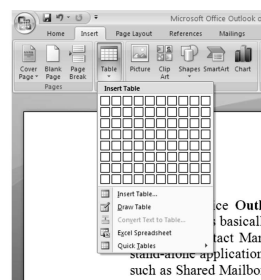 Microsoft Office Outlook o
Home Insert Page Layout References Mailings
Cover Page Blank Page Page Break Table Picture Clip Art Shapes SmartArt Chart
Pages
Insert Table
Insert Table...
Draw Table
Convert Text to Table...
Excel Spreadsheet
Quick Tables
ce Outl
s basicall
tact Mar
stand-alone application
such as Shared Mailbo